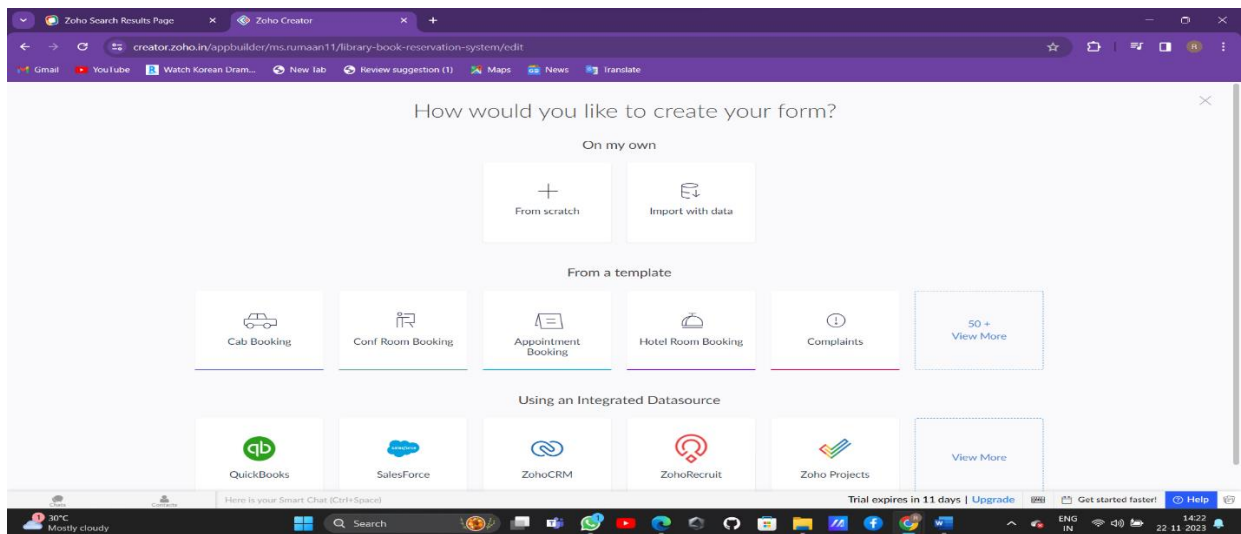 Zoho Search Results Page
Zoho Creator
creator.zoho.in/appbuilder/ms.rumaan11/library-book-reservation-system/edit
Gmail YouTube Watch Korean Dram... New Tab Review suggestion (1) Maps News Translate
How would you like to create your form?
On my own
From scratch Import with data
From a template
Cab Booking Conf Room Booking Appointment Booking Hotel Room Booking Complaints 50 + View More
Using an Integrated Datasource
QuickBooks SalesForce ZohoCRM ZohoRecruit Zoho Projects View More
Chats Contacts Here is your Smart Chat (Ctrl+Space) Trial expires in 11 days | Upgrade Get started faster! Help
30°C
Mostly cloudy
Search
ENG
IN
14:22
22-11-2023